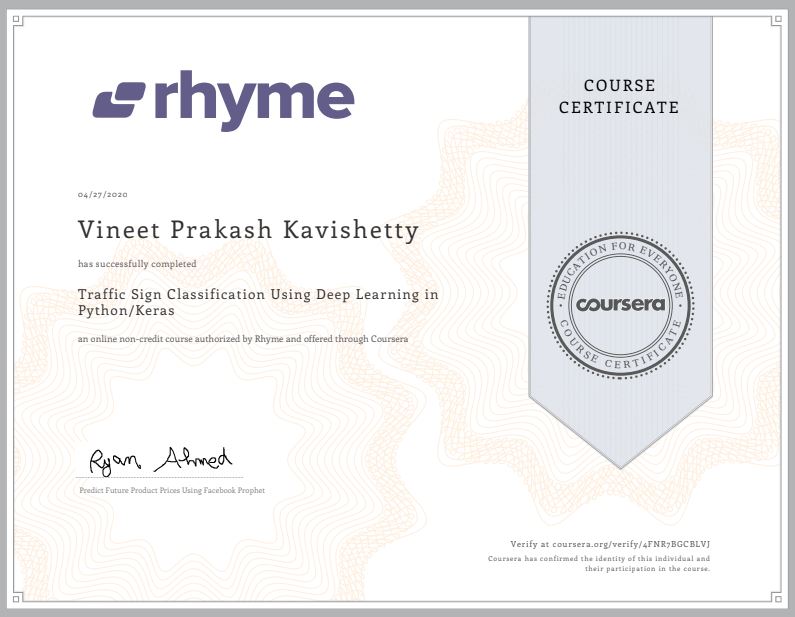 rhyme
COURSE
CERTIFICATE
04/27/2020
Vineet Prakash Kavishetty
has successfully completed
Traffic Sign Classification Using Deep Learning in
Python/Keras
an online non-credit course authorized by Rhyme and offered through Coursera
EDUCATION FOR EVERYONE
coursera
COURSE CERTIFICATE
Ryan Ahmed
Predict Future Product Prices Using Facebook Prophet
Verify at coursera.org/verify/4FNR7BGCBLVJ
Coursera has confirmed the identity of this individual and
their participation in the course.